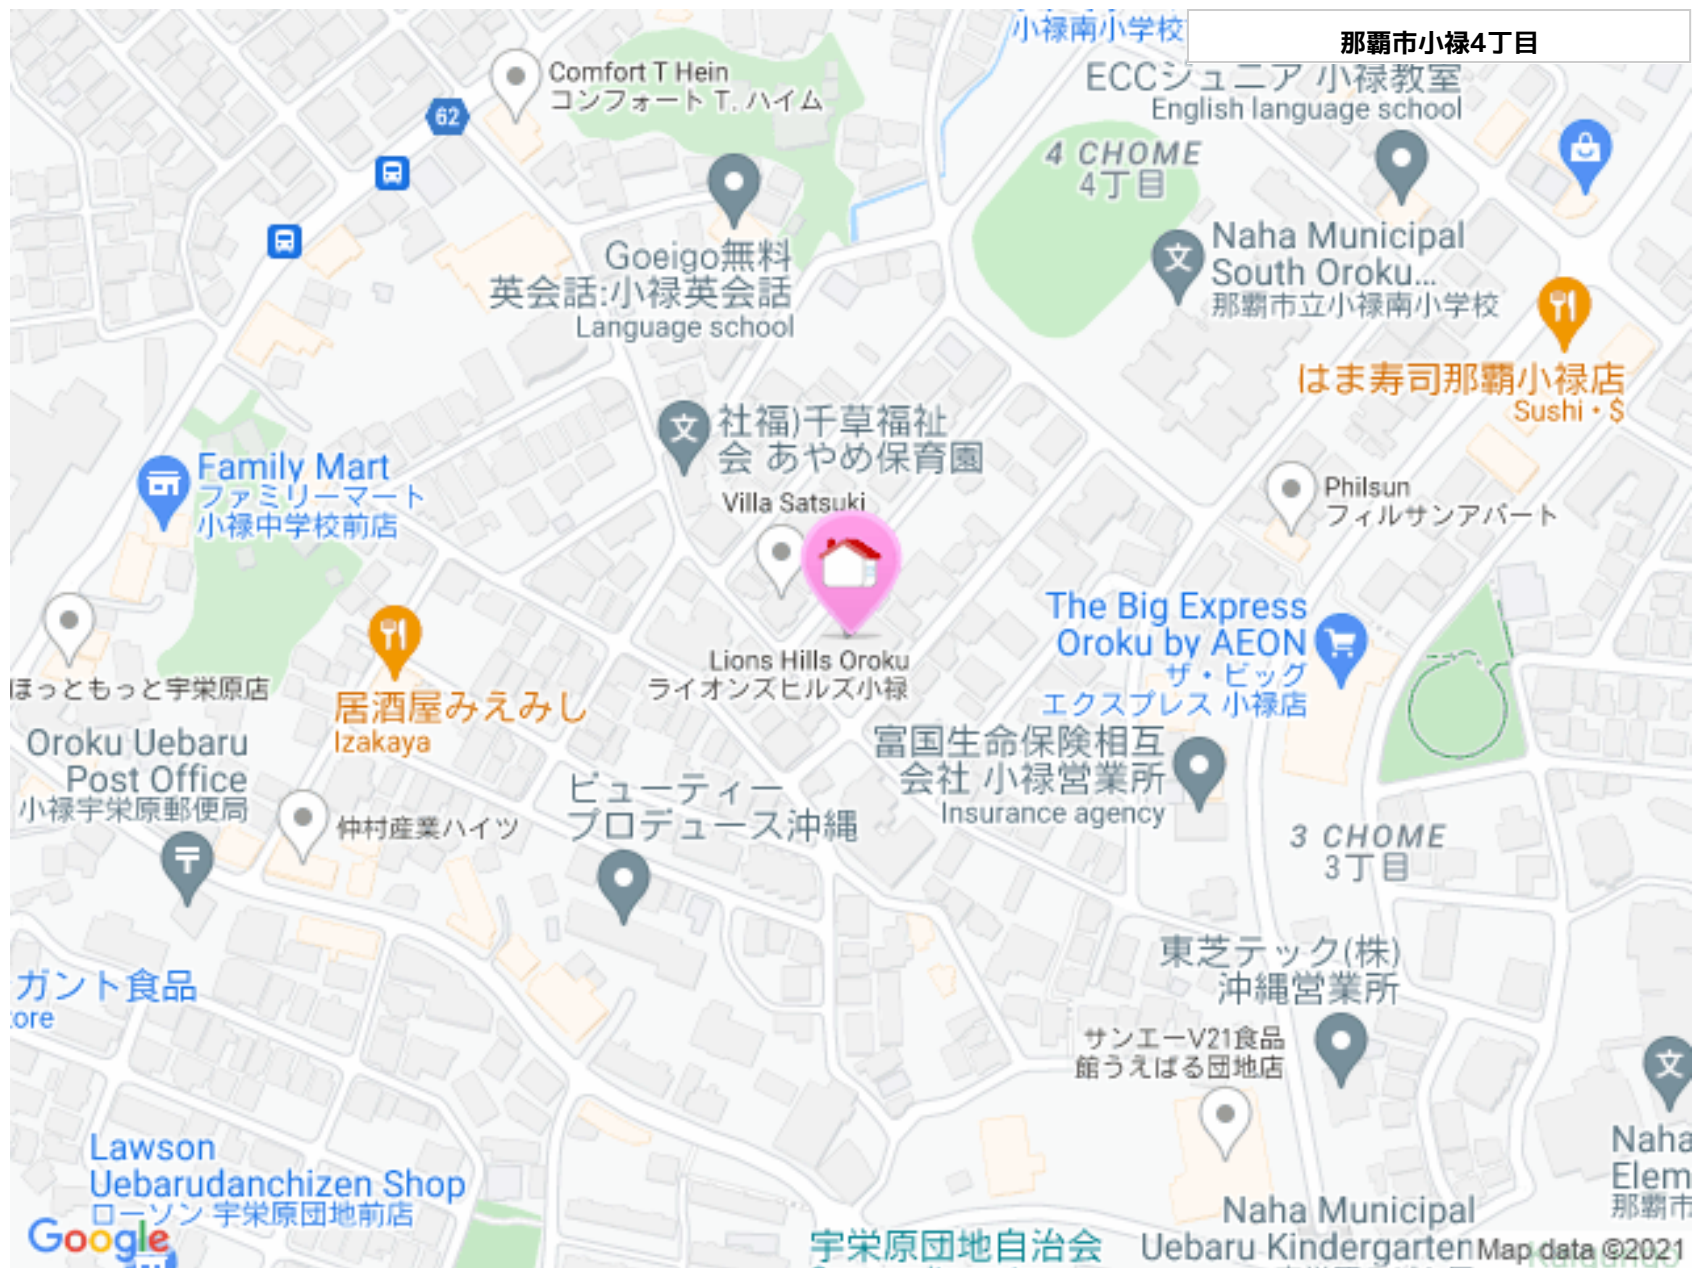 小禄南小学校
那覇市小禄4丁目
Comfort T Hein
コンフォート T. ハイム
ECCジュニア 小禄教室
English language school
62
4 CHOME
4丁目
Goeigo無料
英会話:小禄英会話
Language school
Naha Municipal
South Oroku...
那覇市立小禄南小学校
はま寿司那覇小禄店
Sushi・$
社福)千草福祉
会 あやめ保育園
Family Mart
ファミリーマート
小禄中学校前店
Villa Satsuki
Philsun
フィルサンアパート
The Big Express
Oroku by AEON
ザ・ビッグ
エクスプレス 小禄店
Lions Hills Oroku
ライオンズヒルズ小禄
ほっともっと宇栄原店
居酒屋みえみし
Izakaya
Oroku Uebaru
Post Office
小禄宇栄原郵便局
富国生命保険相互
会社 小禄営業所
Insurance agency
ビューティー
プロデュース沖縄
仲村産業ハイツ
3 CHOME
3丁目
東芝テック(株)
沖縄営業所
ガント食品
tore
サンエーV21食品
館うえばる団地店
Lawson
Uebarudanchizen Shop
ローソン 宇栄原団地前店
Naha
Elem
那覇市
Naha Municipal
Uebaru Kindergarten
宇栄原団地自治会
Google
Map data ©2021